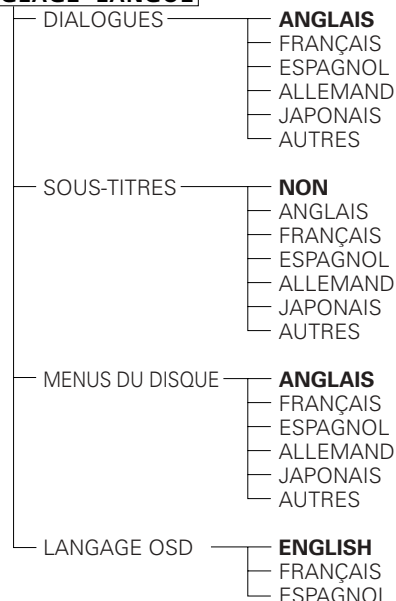 DIALOGUES ANGLAIS
FRANÇAIS
ESPAGNOL
ALLEMAND
JAPONAIS
AUTRES
SOUS-TITRES NON
ANGLAIS
FRANÇAIS
ESPAGNOL
ALLEMAND
JAPONAIS
AUTRES
MENUS DU DISQUE ANGLAIS
FRANÇAIS
ESPAGNOL
ALLEMAND
JAPONAIS
AUTRES
LANGAGE OSD ENGLISH
FRANÇAIS
ESPAGNOL